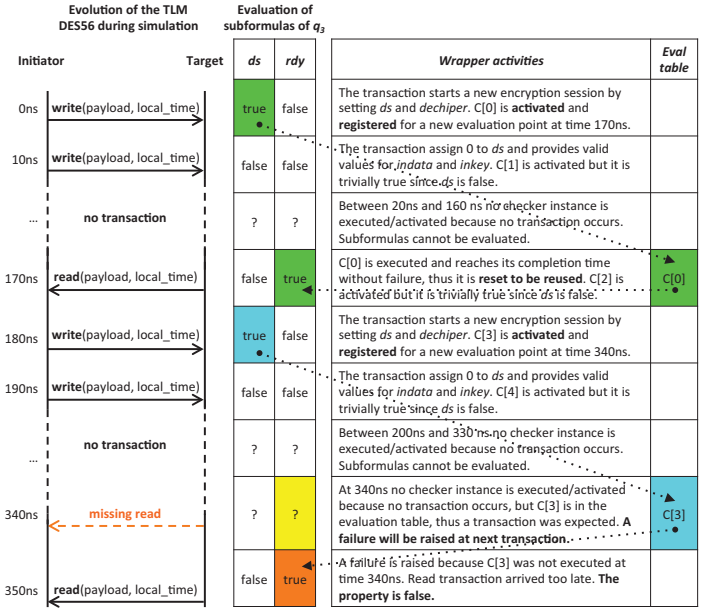 Evolution of the TLM
DES56 during simulation
Evaluation of
subformulas of q3
Initiator
Target
ds
rdy
Wrapper activities
Eval
table
0ns
write(payload, local_time)
true
false
The transaction starts a new encryption session by
setting ds and dechiper. C[0] is activated and
registered for a new evaluation point at time 170ns.
10ns
write(payload, local_time)
false
false
The transaction assign 0 to ds and provides valid
values for indata and inkey. C[1] is activated but it is
trivially true since ds is false.
...
no transaction
?
?
Between 20ns and 160 ns no checker instance is
executed/activated because no transaction occurs.
Subformulas cannot be evaluated.
170ns
read(payload, local_time)
false
true
C[0] is executed and reaches its completion time
without failure, thus it is reset to be reused. C[2] is
activated but it is trivially true since ds is false.
C[0]
180ns
write(payload, local_time)
true
false
The transaction starts a new encryption session by
setting ds and dechiper. C[3] is activated and
registered for a new evaluation point at time 340ns.
190ns
write(payload, local_time)
false
false
The transaction assign 0 to ds and provides valid
values for indata and inkey. C[4] is activated but it is
trivially true since ds is false.
...
no transaction
?
?
Between 200ns and 330 ns no checker instance is
executed/activated because no transaction occurs.
Subformulas cannot be evaluated.
340ns
missing read
?
?
At 340ns no checker instance is executed/activated
because no transaction occurs, but C[3] is in the
evaluation table, thus a transaction was expected. A
failure will be raised at next transaction.
C[3]
350ns
read(payload, local_time)
false
true
A failure is raised because C[3] was not executed at
time 340ns. Read transaction arrived too late. The
property is false.